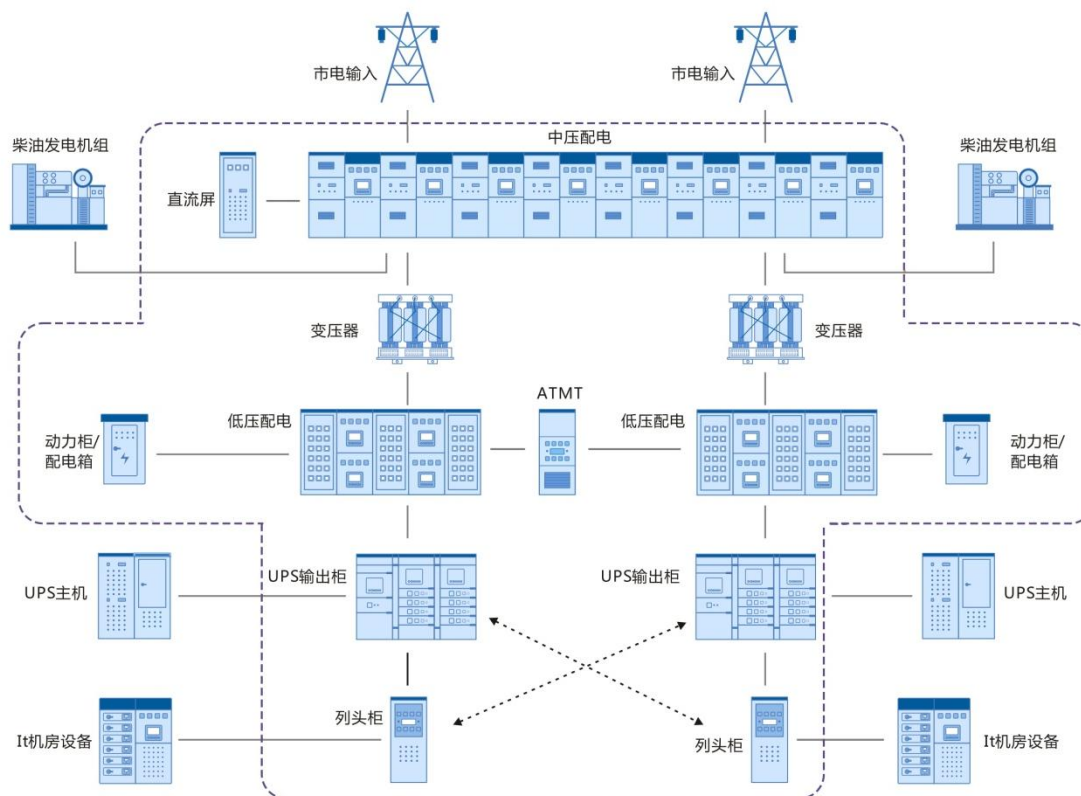 市电输入
市电输入
中压配电
柴油发电机组
柴油发电机组
直流屏
变压器
变压器
ATMT
低压配电
低压配电
动力柜/
配电箱
动力柜/
配电箱
UPS输出柜
UPS输出柜
UPS主机
UPS主机
列头柜
列头柜
It机房设备
It机房设备